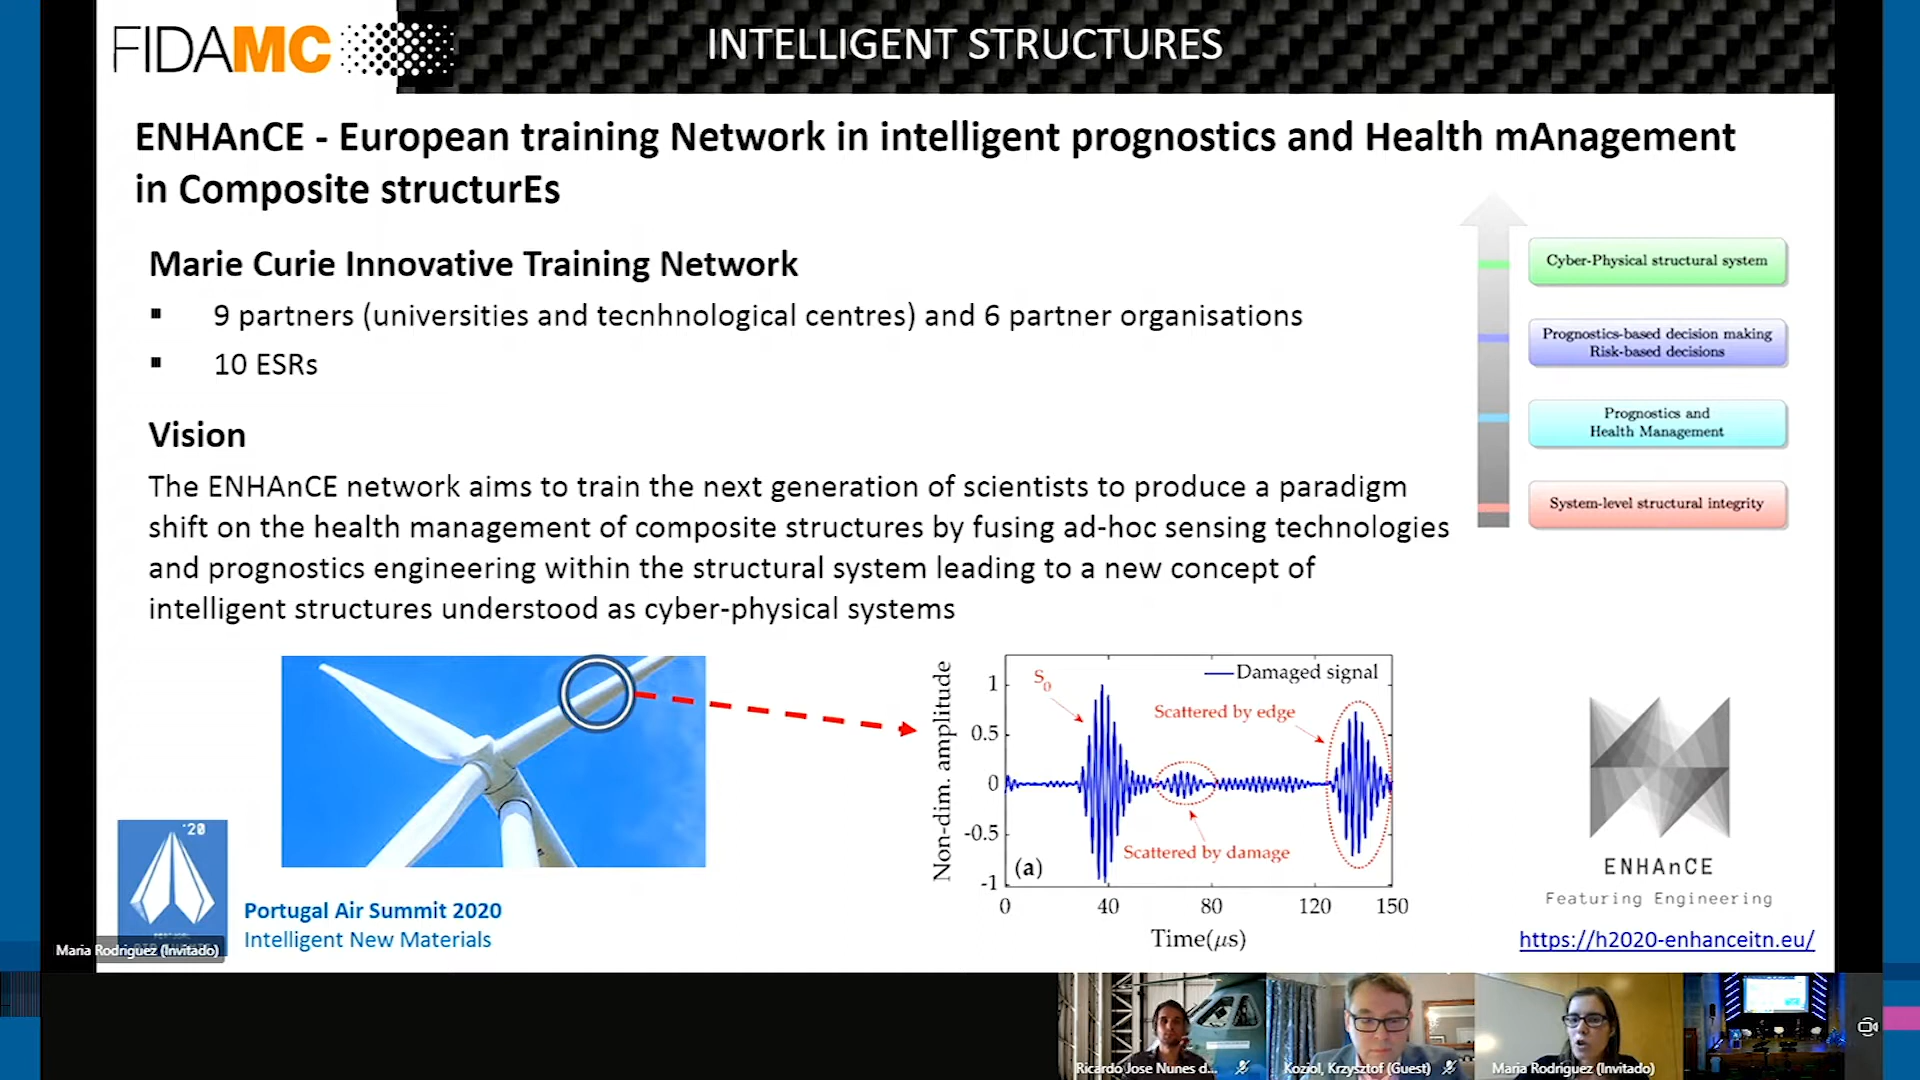 FIDAMC
INTELLIGENT STRUCTURES
ENHAnCE - European training Network in intelligent prognostics and Health mAnagement
in Composite structurEs
Marie Curie Innovative Training Network
▪ 9 partners (universities and tecnhnological centres) and 6 partner organisations
▪ 10 ESRs
Vision
The ENHAnCE network aims to train the next generation of scientists to produce a paradigm
shift on the health management of composite structures by fusing ad-hoc sensing technologies
and prognostics engineering within the structural system leading to a new concept of
intelligent structures understood as cyber-physical systems
Cyber-Physical structural system
Prognostics-based decision making
Risk-based decisions
Prognostics and
Health Management
System-level structural integrity
Non-dim. amplitude
1
0.5
0
-0.5
-1
S0
Damaged signal
Scattered by edge
Scattered by damage
(a)
0 40 80 120 150
Time(μs)
ENHAnCE
Featuring Engineering
https://h2020-enhanceitn.eu/
'20
Portugal Air Summit 2020
Intelligent New Materials
Maria Rodriguez (Invitado)
Ricardo Jose Nunes d...
Koziol, Krzysztof (Guest)
Maria Rodriguez (Invitado)